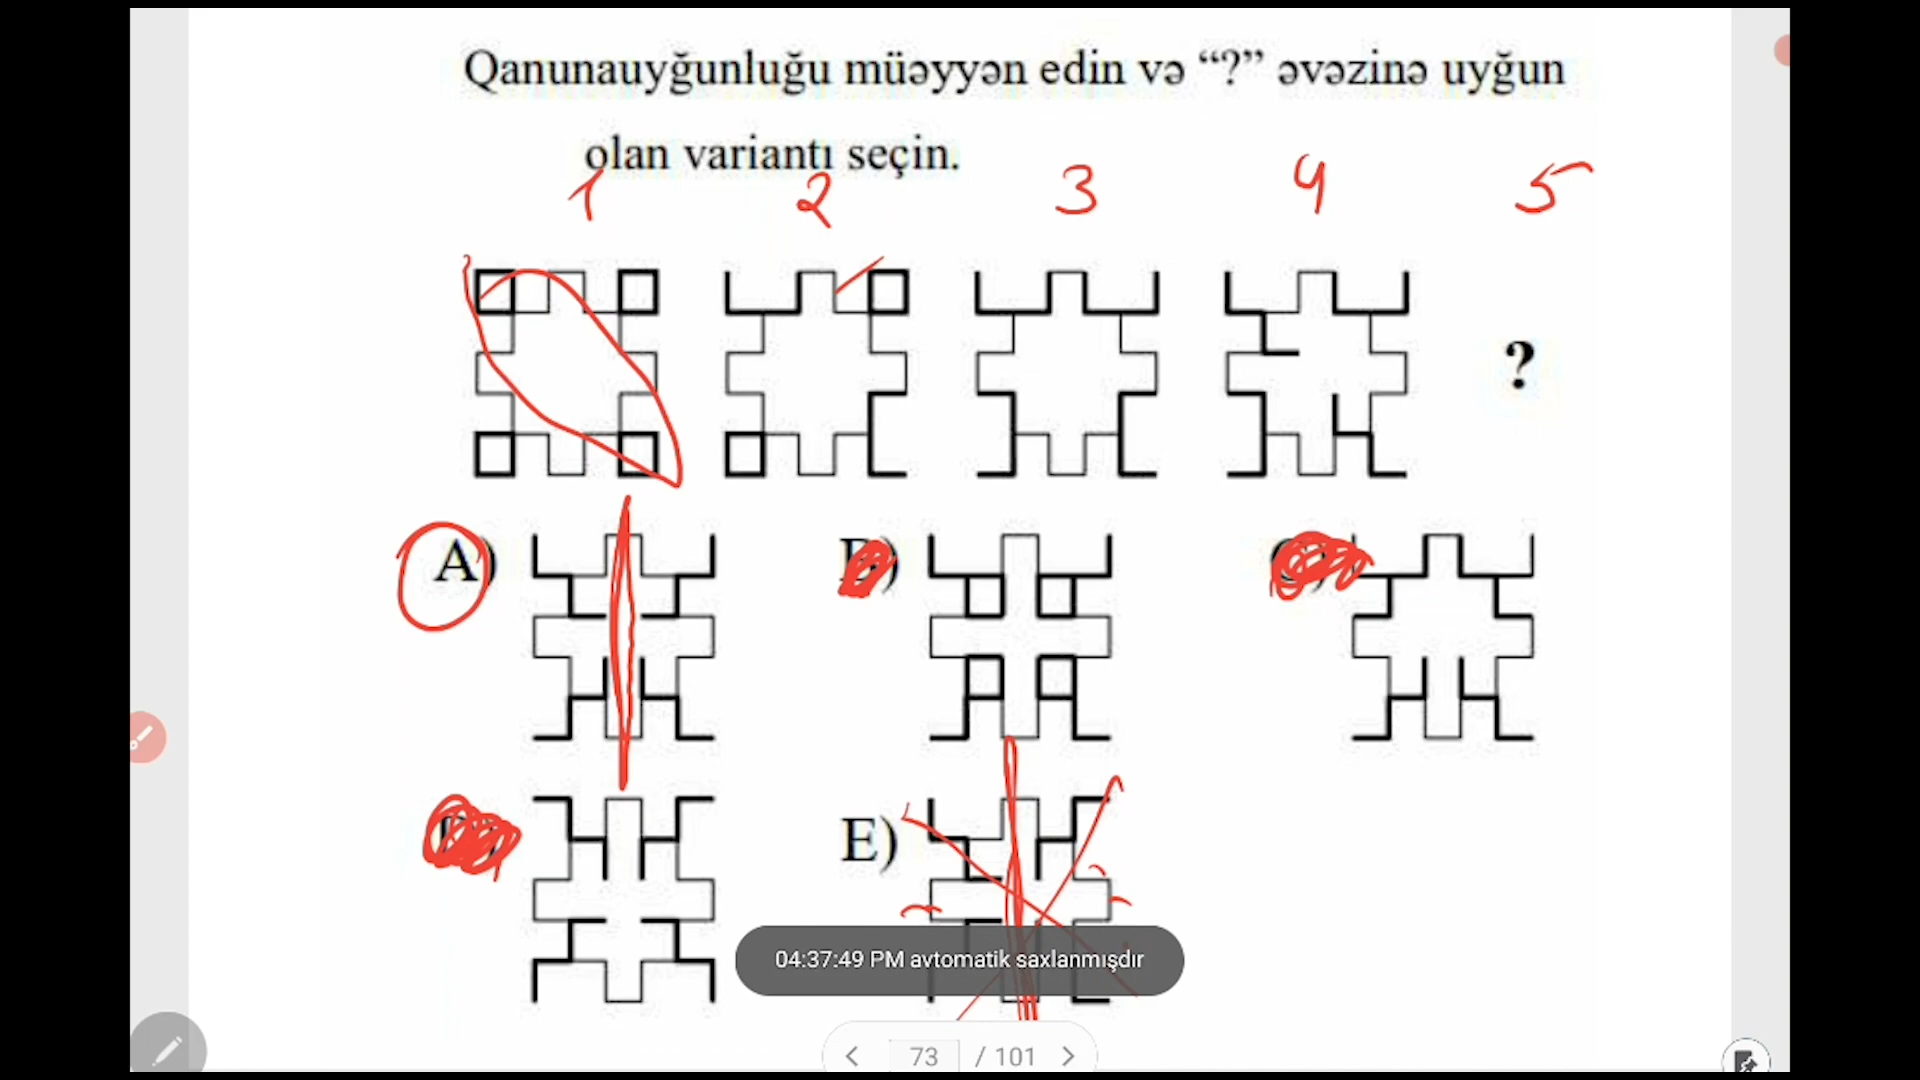 Qanunauyğunluğu müəyyən edin və “?” əvəzinə uyğun
olan variantı seçin.
1 2 3 4 5
?
A)
E)
04:37:49 PM avtomatik saxlanmışdır
73 / 101